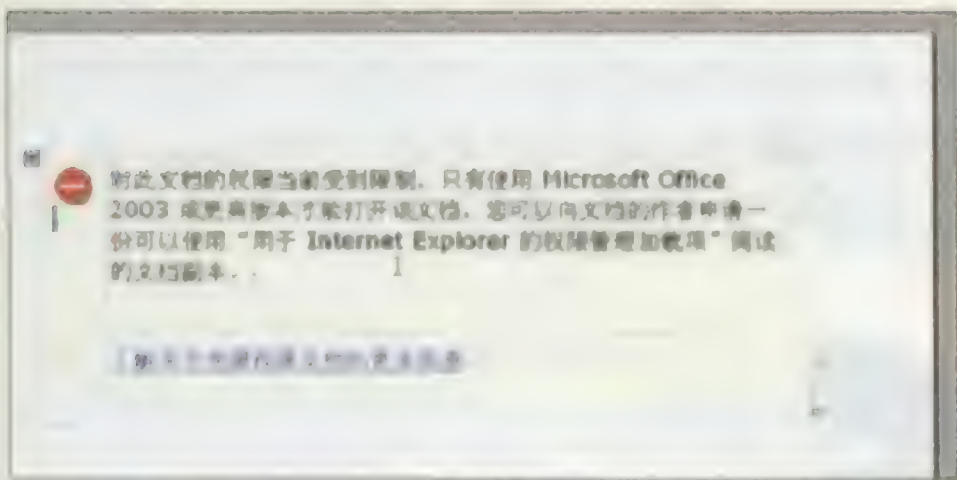 对此文档的权限当前受到限制。只有使用 Microsoft Office
2003 或更高版本才能打开该文档。您可以向文档的作者申请一
份可以使用“用于 Internet Explorer 的权限管理加载项”阅读
的文档副本。